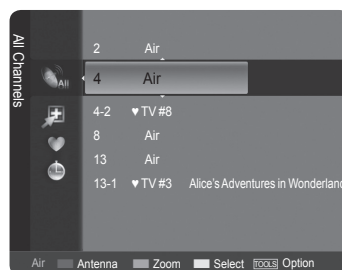 All Channels
2 Air
All
4 Air
4-2 ♥ TV #8
8 Air
13 Air
13-1 ♥ TV #3 Alice's Adventures in Wonderland
Air Antenna Zoom Select TOOLS Option